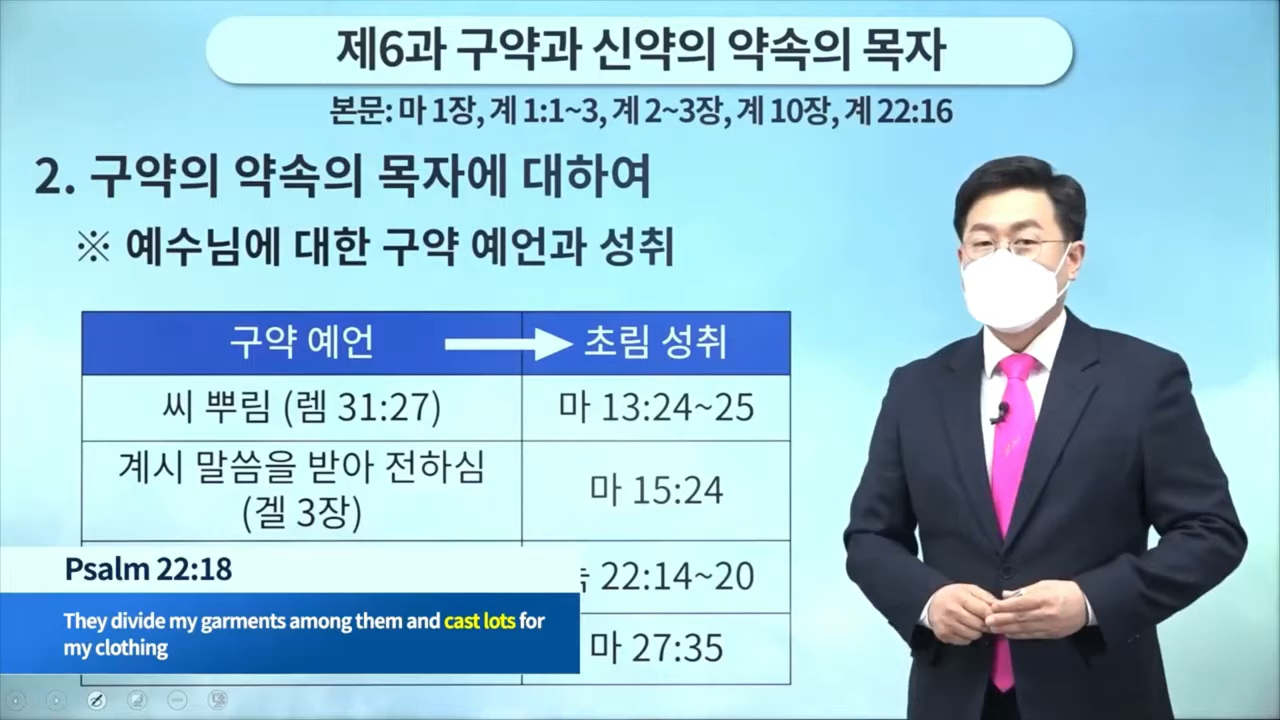 제6과 구약과 신약의 약속의 목자
본문: 마 1장, 계 1:1~3, 계 2~3장, 계 10장, 계 22:16
2. 구약의 약속의 목자에 대하여
※ 예수님에 대한 구약 예언과 성취
구약 예언 초림 성취
씨 뿌림 (렘 31:27) 마 13:24~25
계시 말씀을 받아 전하심
(겔 3장) 마 15:24
22:14~20
마 27:35
Psalm 22:18
They divide my garments among them and cast lots for
my clothing